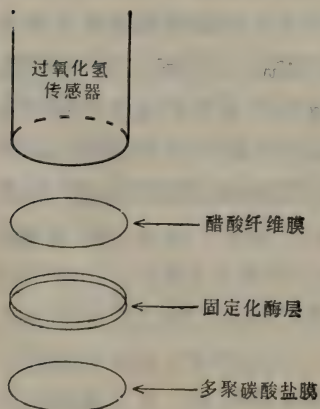 过氧化氢
传感器
醋酸纤维膜
固定化酶层
多聚碳酸盐膜